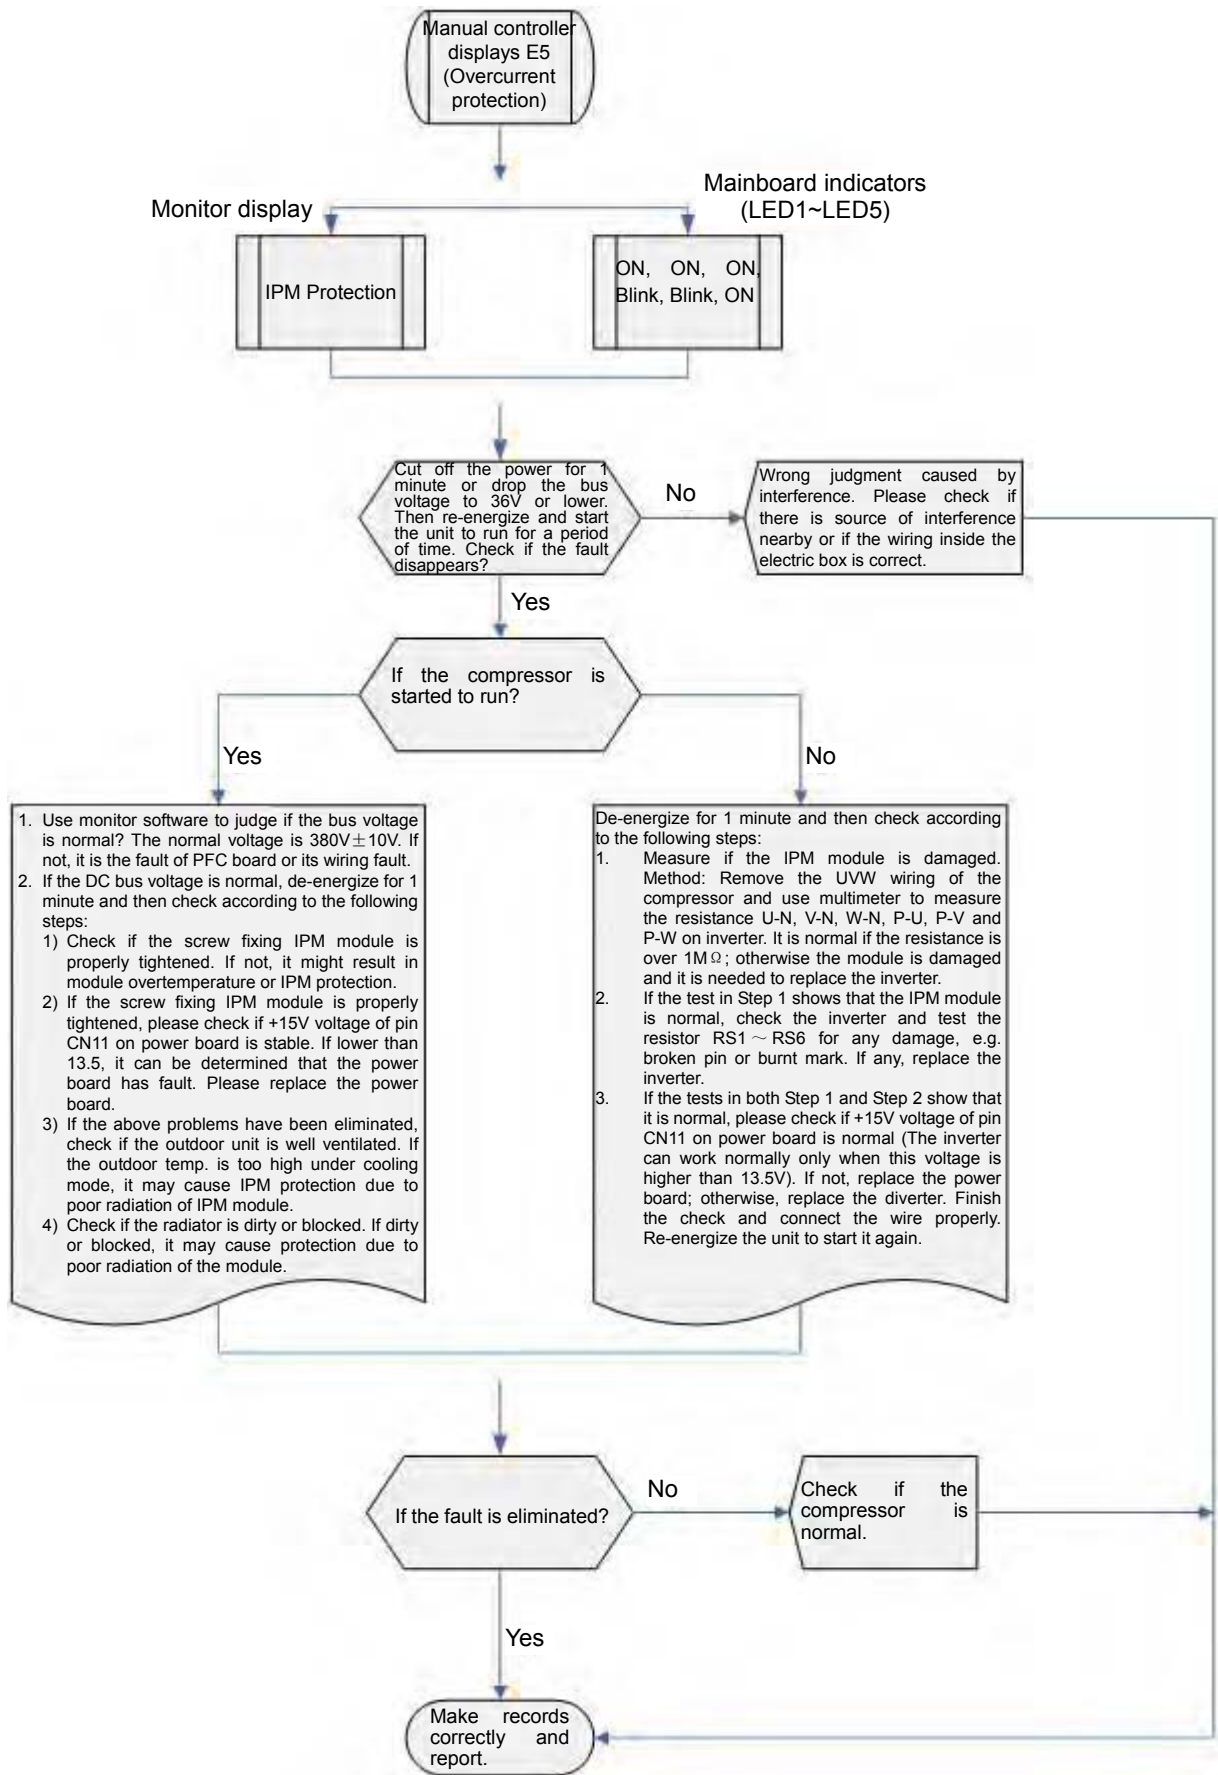 Manual controller
displays E5
(Overcurrent
protection)
Monitor display
Mainboard indicators
(LED1~LED5)
IPM Protection
ON, ON, ON,
Blink, Blink, ON
Cut off the power for 1
minute or drop the bus
voltage to 36V or lower.
Then re-energize and start
the unit to run for a period
of time. Check if the fault
disappears?
No
Wrong judgment caused by
interference. Please check if
there is source of interference
nearby or if the wiring inside the
electric box is correct.
Yes
If the compressor is
started to run?
Yes
No
1. Use monitor software to judge if the bus voltage
is normal? The normal voltage is 380V±10V. If
not, it is the fault of PFC board or its wiring fault.
2. If the DC bus voltage is normal, de-energize for 1
minute and then check according to the following
steps:
1) Check if the screw fixing IPM module is
properly tightened. If not, it might result in
module overtemperature or IPM protection.
2) If the screw fixing IPM module is properly
tightened, please check if +15V voltage of pin
CN11 on power board is stable. If lower than
13.5, it can be determined that the power
board has fault. Please replace the power
board.
3) If the above problems have been eliminated,
check if the outdoor unit is well ventilated. If
the outdoor temp. is too high under cooling
mode, it may cause IPM protection due to
poor radiation of IPM module.
4) Check if the radiator is dirty or blocked. If dirty
or blocked, it may cause protection due to
poor radiation of the module.
De-energize for 1 minute and then check according
to the following steps:
1. Measure if the IPM module is damaged.
Method: Remove the UVW wiring of the
compressor and use multimeter to measure
the resistance U-N, V-N, W-N, P-U, P-V and
P-W on inverter. It is normal if the resistance is
over 1MΩ; otherwise the module is damaged
and it is needed to replace the inverter.
2. If the test in Step 1 shows that the IPM module
is normal, check the inverter and test the
resistor RS1～RS6 for any damage, e.g.
broken pin or burnt mark. If any, replace the
inverter.
3. If the tests in both Step 1 and Step 2 show that
it is normal, please check if +15V voltage of pin
CN11 on power board is normal (The inverter
can work normally only when this voltage is
higher than 13.5V). If not, replace the power
board; otherwise, replace the diverter. Finish
the check and connect the wire properly.
Re-energize the unit to start it again.
If the fault is eliminated?
No
Check if the
compressor is
normal.
Yes
Make records
correctly and
report.